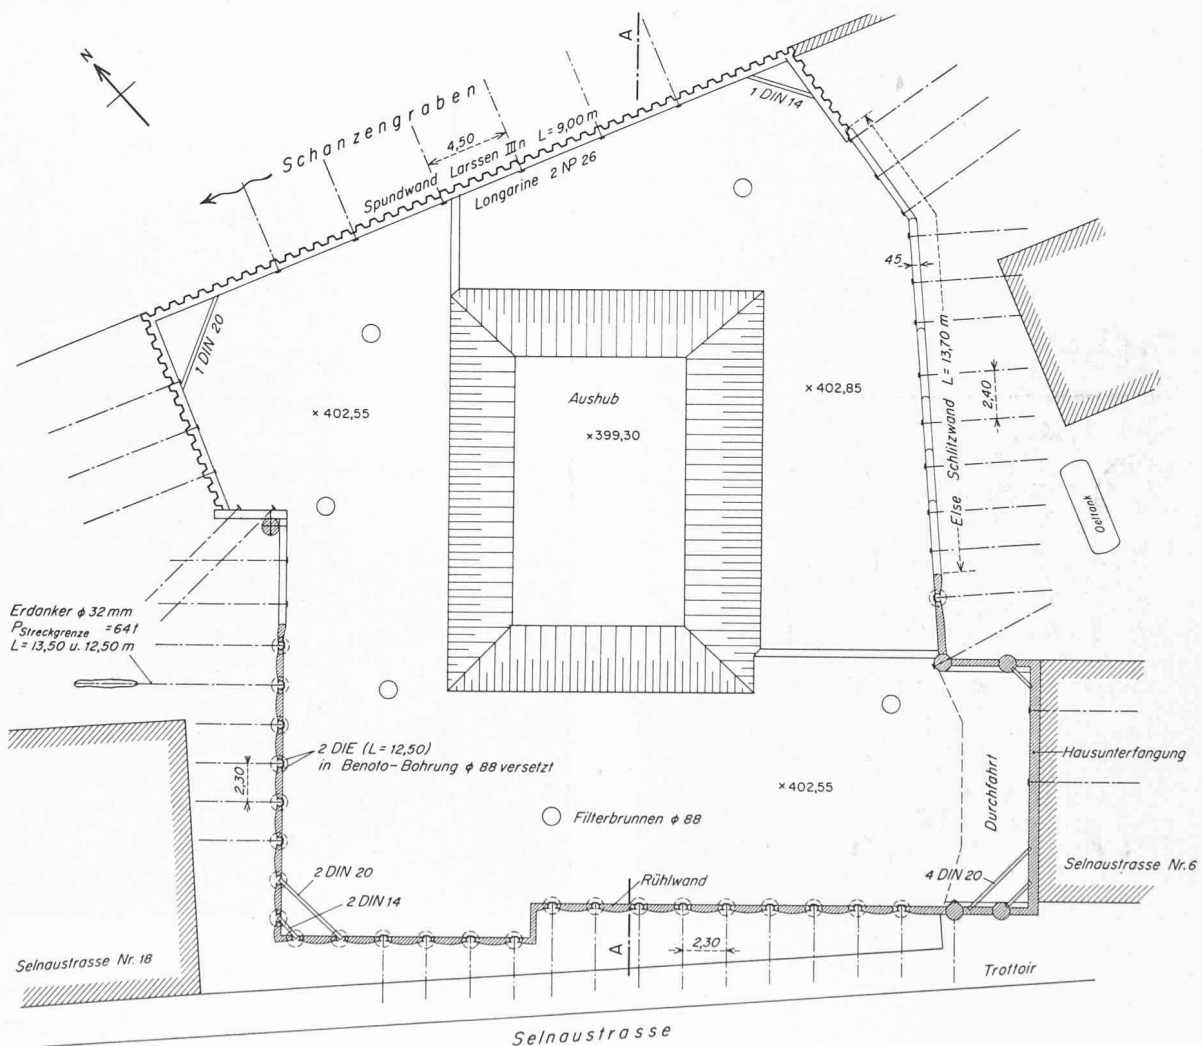 N
A
1 DIN 14
Schanzengraben
4,50
Spundwand Larssen III n L = 9,00 m
Longarine 2 NP 26
45
1 DIN 20
Else Schlitzwand L = 13,70 m
2,40
Aushub
× 402,55
× 402,85
× 399,30
Oeltank
Erdanker ϕ 32 mm
P Streckgrenze = 64 t
L = 13,50 u. 12,50 m
2 DIE (L = 12,50)
in Benoto-Bohrung ϕ 88 versetzt
2,30
Hausunterfangung
Durchfahrt
× 402,55
Filterbrunnen ϕ 88
Selnaustrasse Nr. 6
2 DIN 20
4 DIN 20
Rühlwand
2 DIN 14
A
2,30
Selnaustrasse Nr. 18
Trottoir
Selnaustrasse